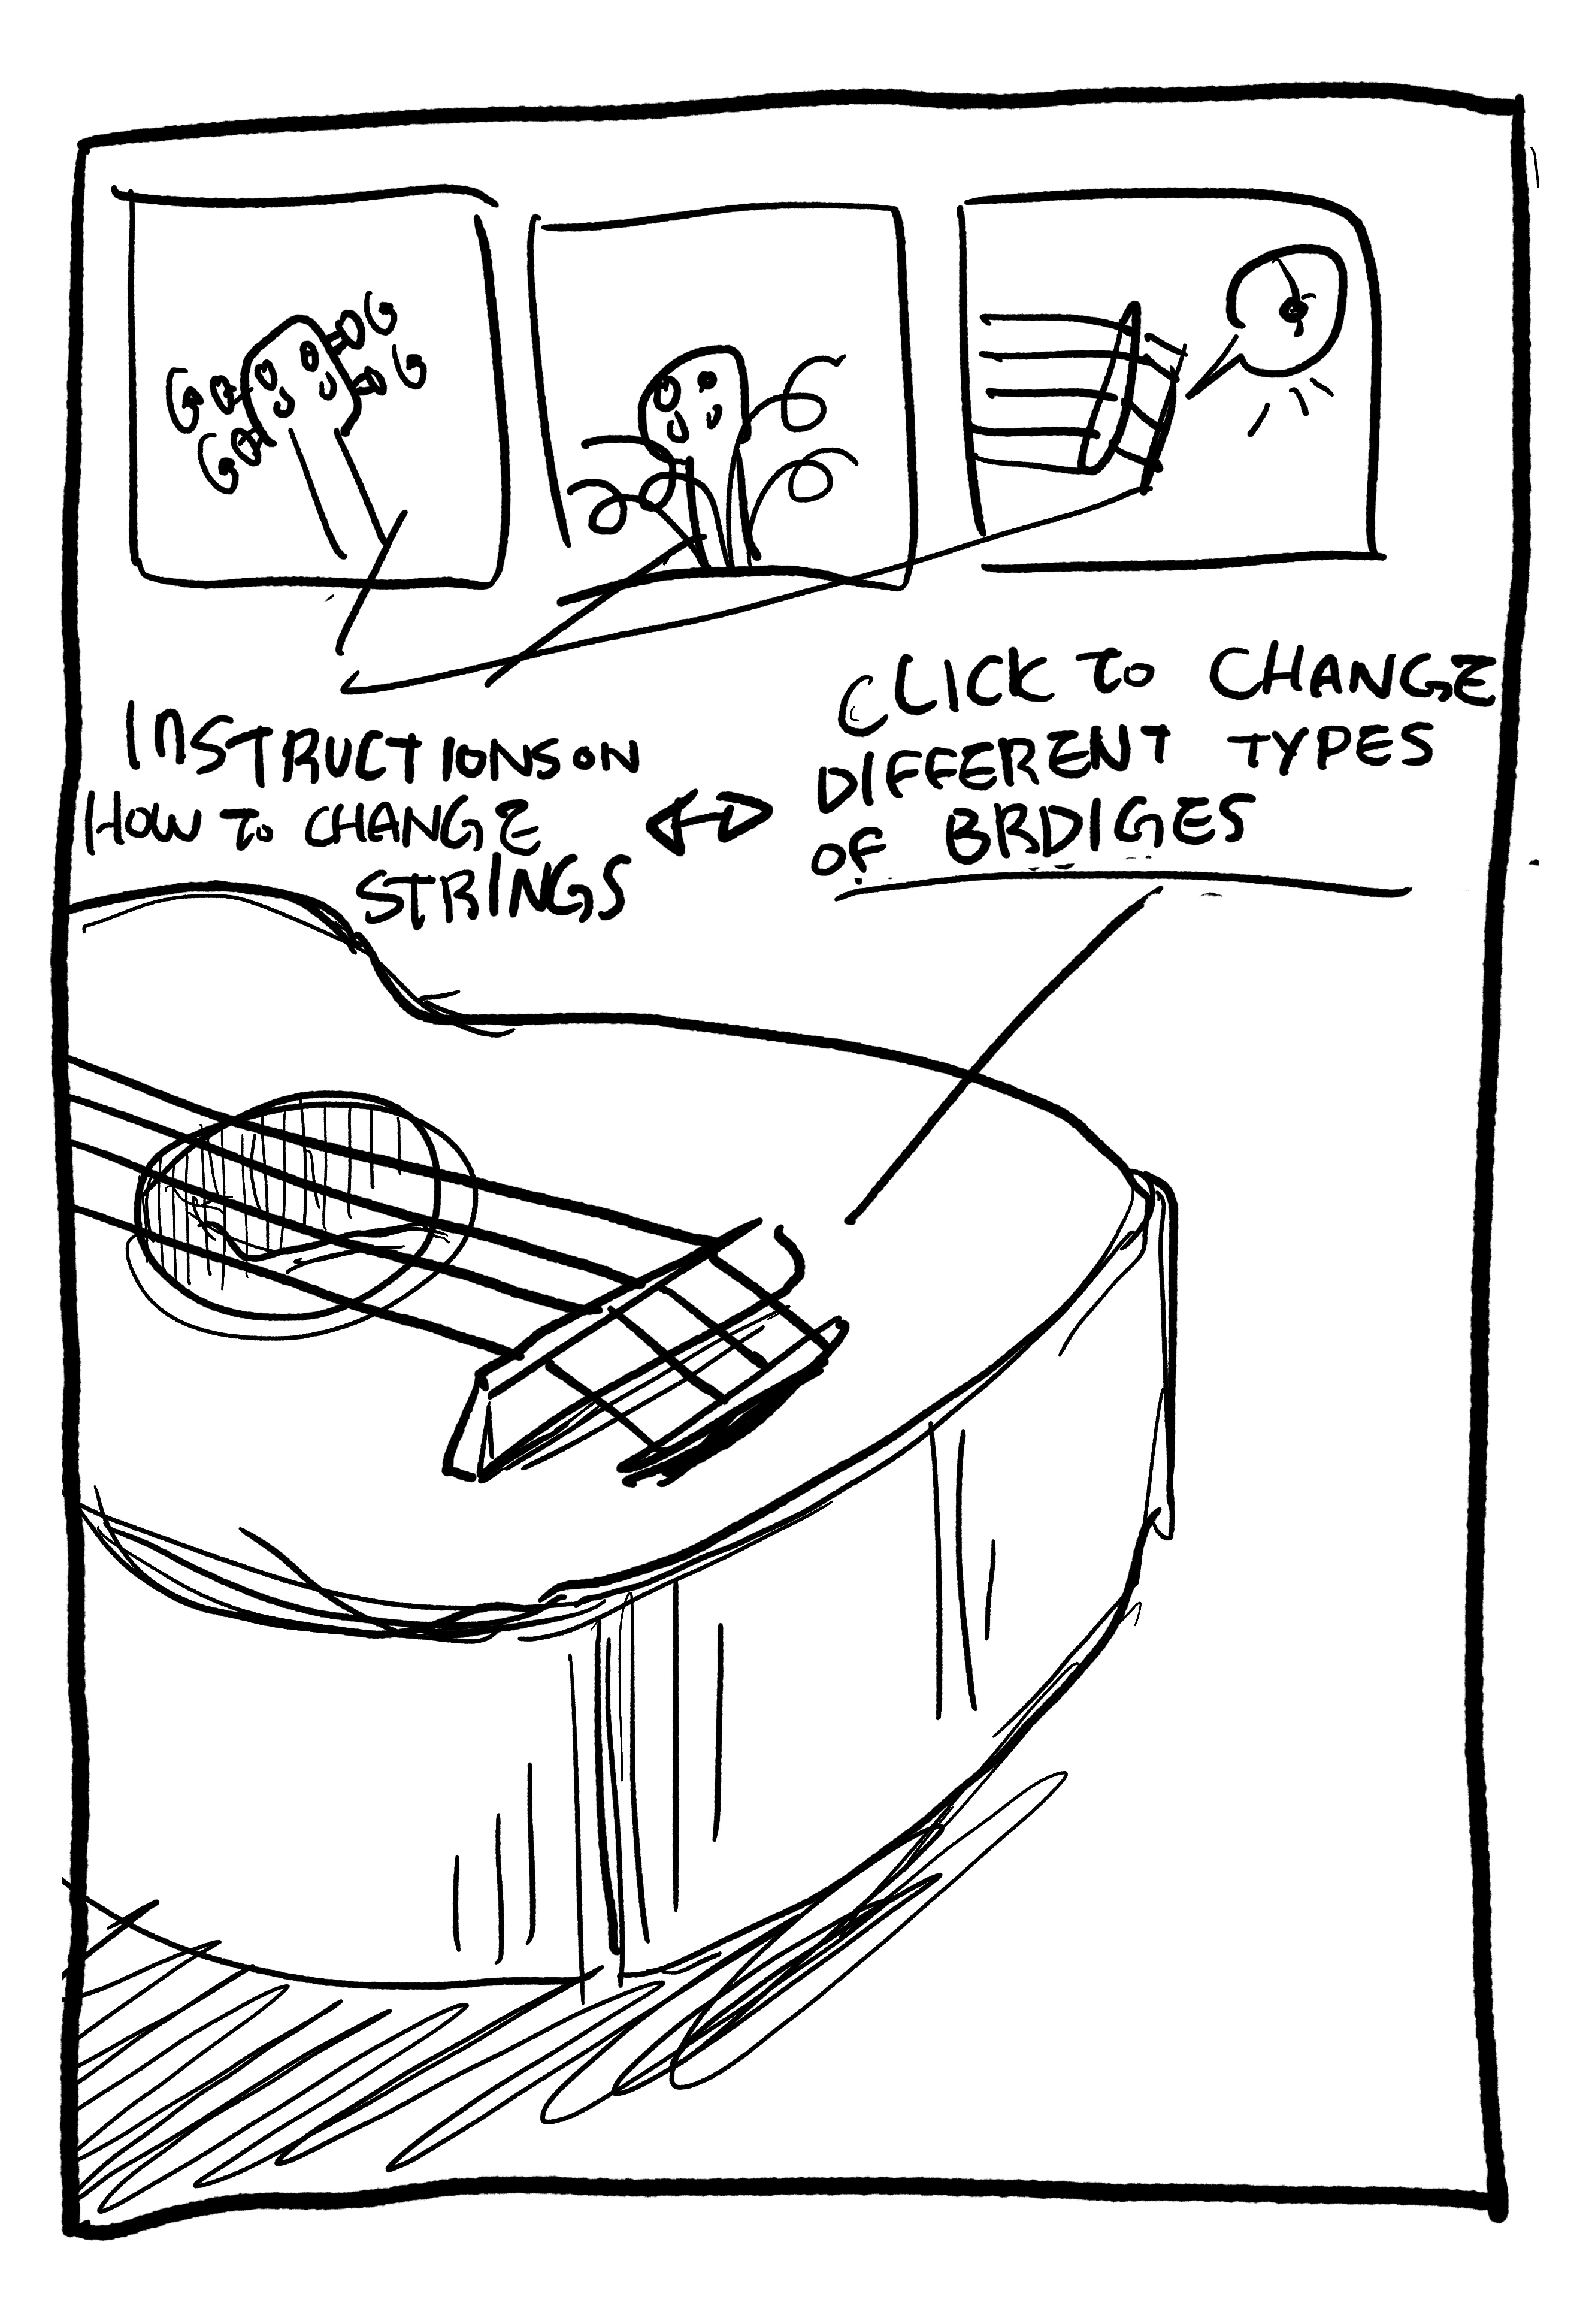 INSTRUCTIONS ON
HOW TO CHANGE
STRINGS
CLICK TO CHANGE
DIFFERENT TYPES
OF BRDIGES